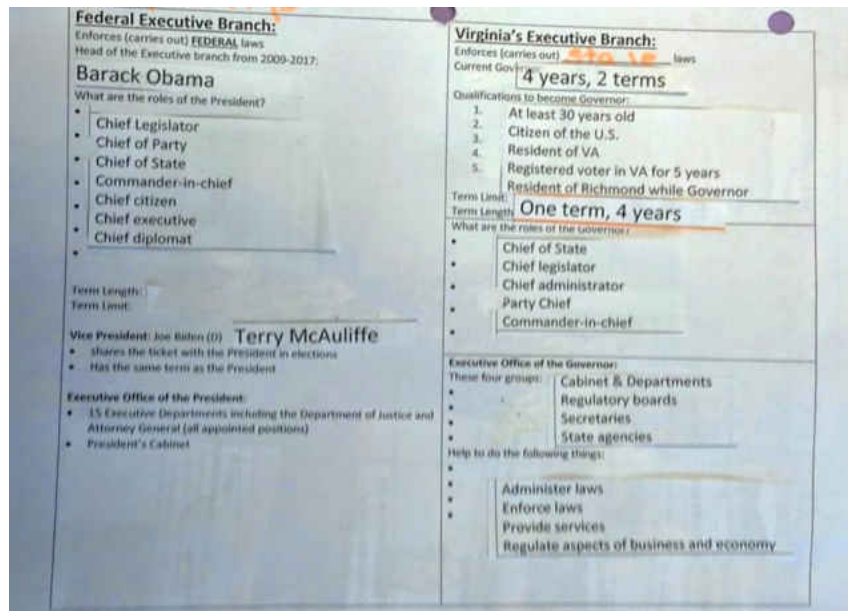 Federal Executive Branch:
Enforces (carries out) FEDERAL laws
Head of the Executive branch from 2009-2017:
Barack Obama
What are the roles of the President?
Chief Legislator
Chief of Party
Chief of State
Commander-in-chief
Chief citizen
Chief executive
Chief diplomat
Term Length:
Term Limit:
Vice President: Joe Biden (D) Terry McAuliffe
shares the ticket with the President in elections
Has the same term as the President
Executive Office of the President:
15 Executive Departments including the Department of Justice and
Attorney General (all appointed positions)
President's Cabinet
Virginia's Executive Branch:
Enforces (carries out) State laws
Current Gov
4 years, 2 terms
Qualifications to become Governor:
1. At least 30 years old
2. Citizen of the U.S.
3. Resident of VA
4. Registered voter in VA for 5 years
5. Resident of Richmond while Governor
Term Limit:
Term Length One term, 4 years
What are the roles of the Governor?
Chief of State
Chief legislator
Chief administrator
Party Chief
Commander-in-chief
Executive Office of the Governor:
These four groups: Cabinet & Departments
Regulatory boards
Secretaries
State agencies
Help to do the following things:
Administer laws
Enforce laws
Provide services
Regulate aspects of business and economy